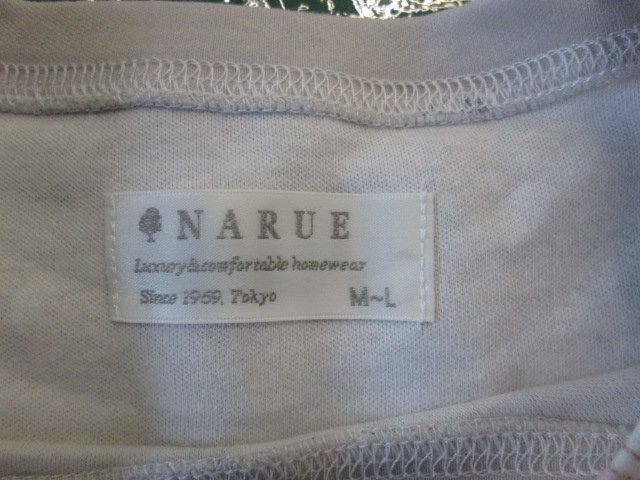 NARUE
Luxury&comfortable homewear
Since 1969, Tokyo M~L